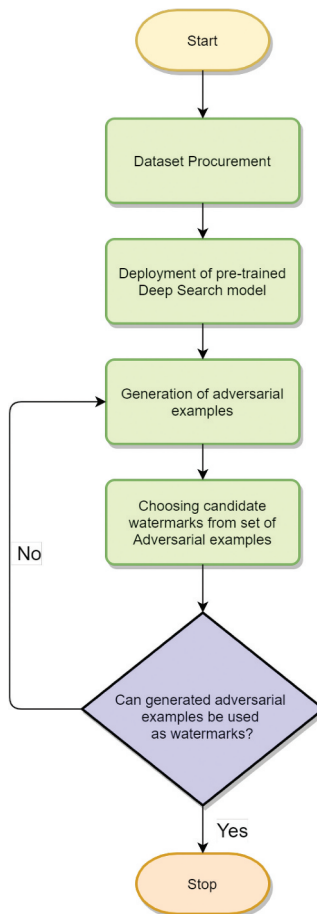 Start
Dataset Procurement
Deployment of pre-trained
Deep Search model
Generation of adversarial
examples
Choosing candidate
watermarks from set of
Adversarial examples
No
Can generated adversarial
examples be used
as watermarks?
Yes
Stop